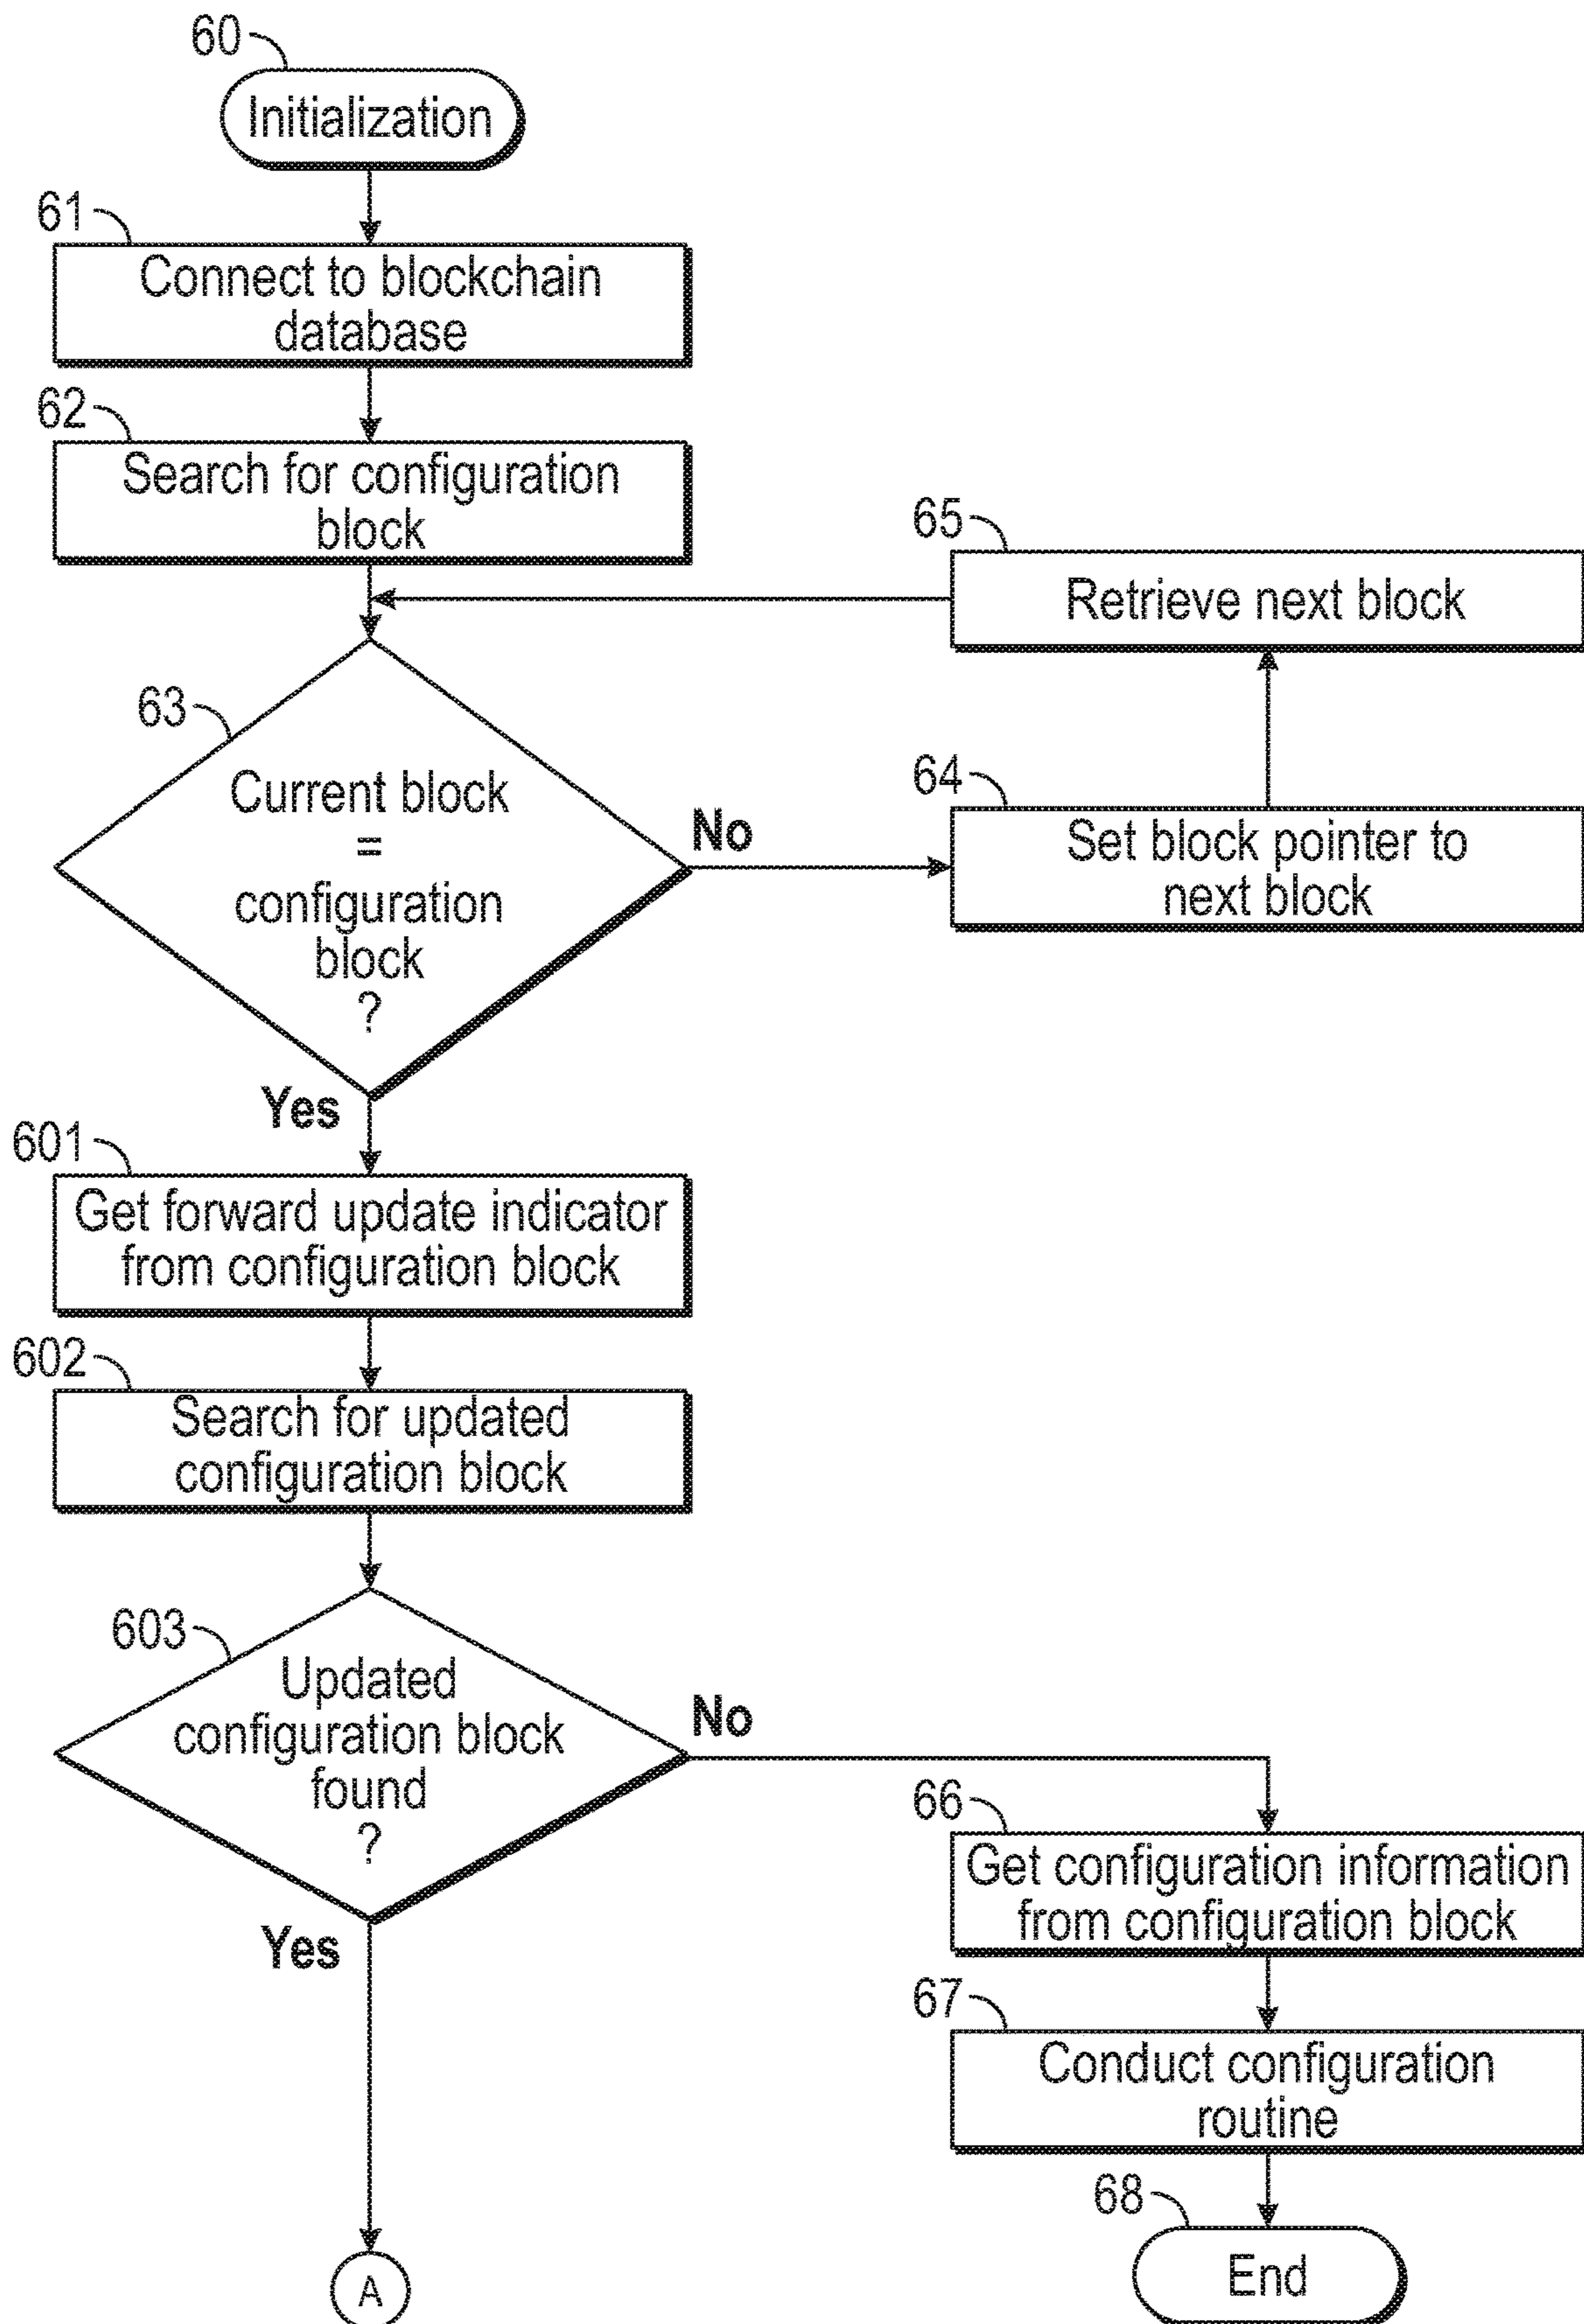 60
Initialization
61
Connect to blockchain
database
62
Search for configuration
block
65
Retrieve next block
63
Current block
=
configuration
block
?
No
64
Set block pointer to
next block
Yes
601
Get forward update indicator
from configuration block
602
Search for updated
configuration block
603
Updated
configuration block
found
?
No
66
Get configuration information
from configuration block
Yes
67
Conduct configuration
routine
68
End
A